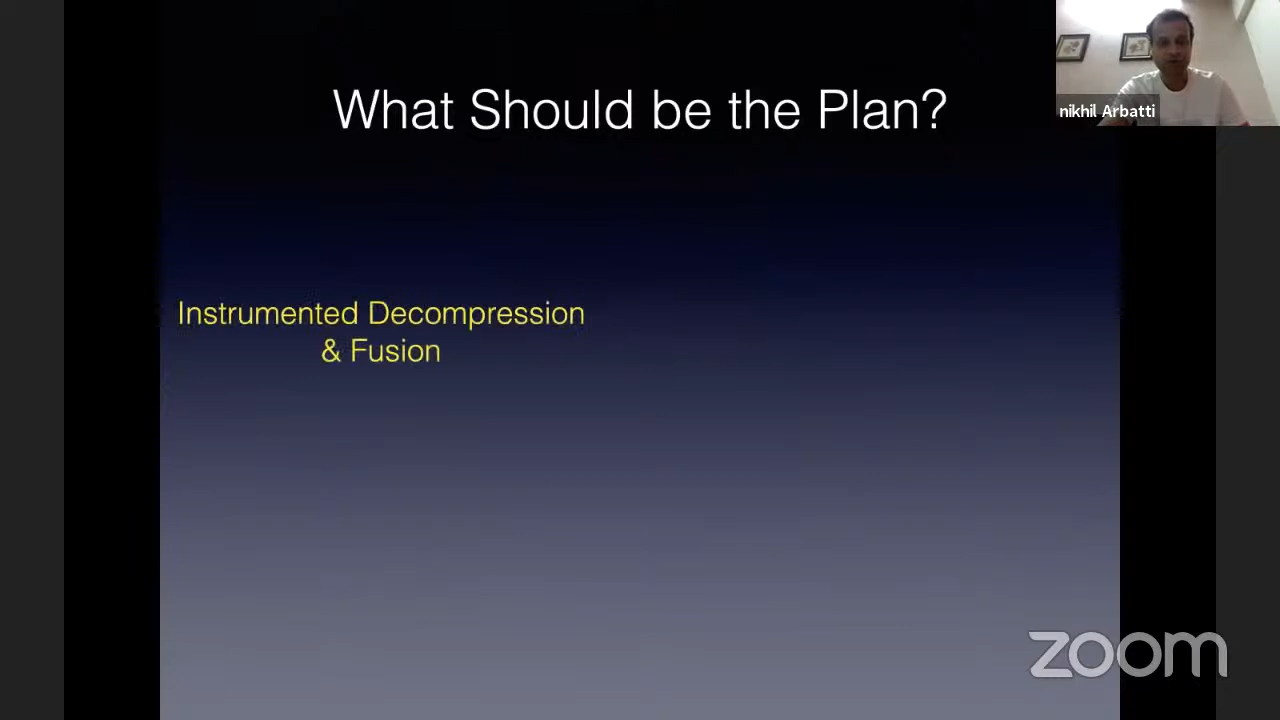 What Should be the Plan?
nikhil Arbatti
Instrumented Decompression
& Fusion
zoom